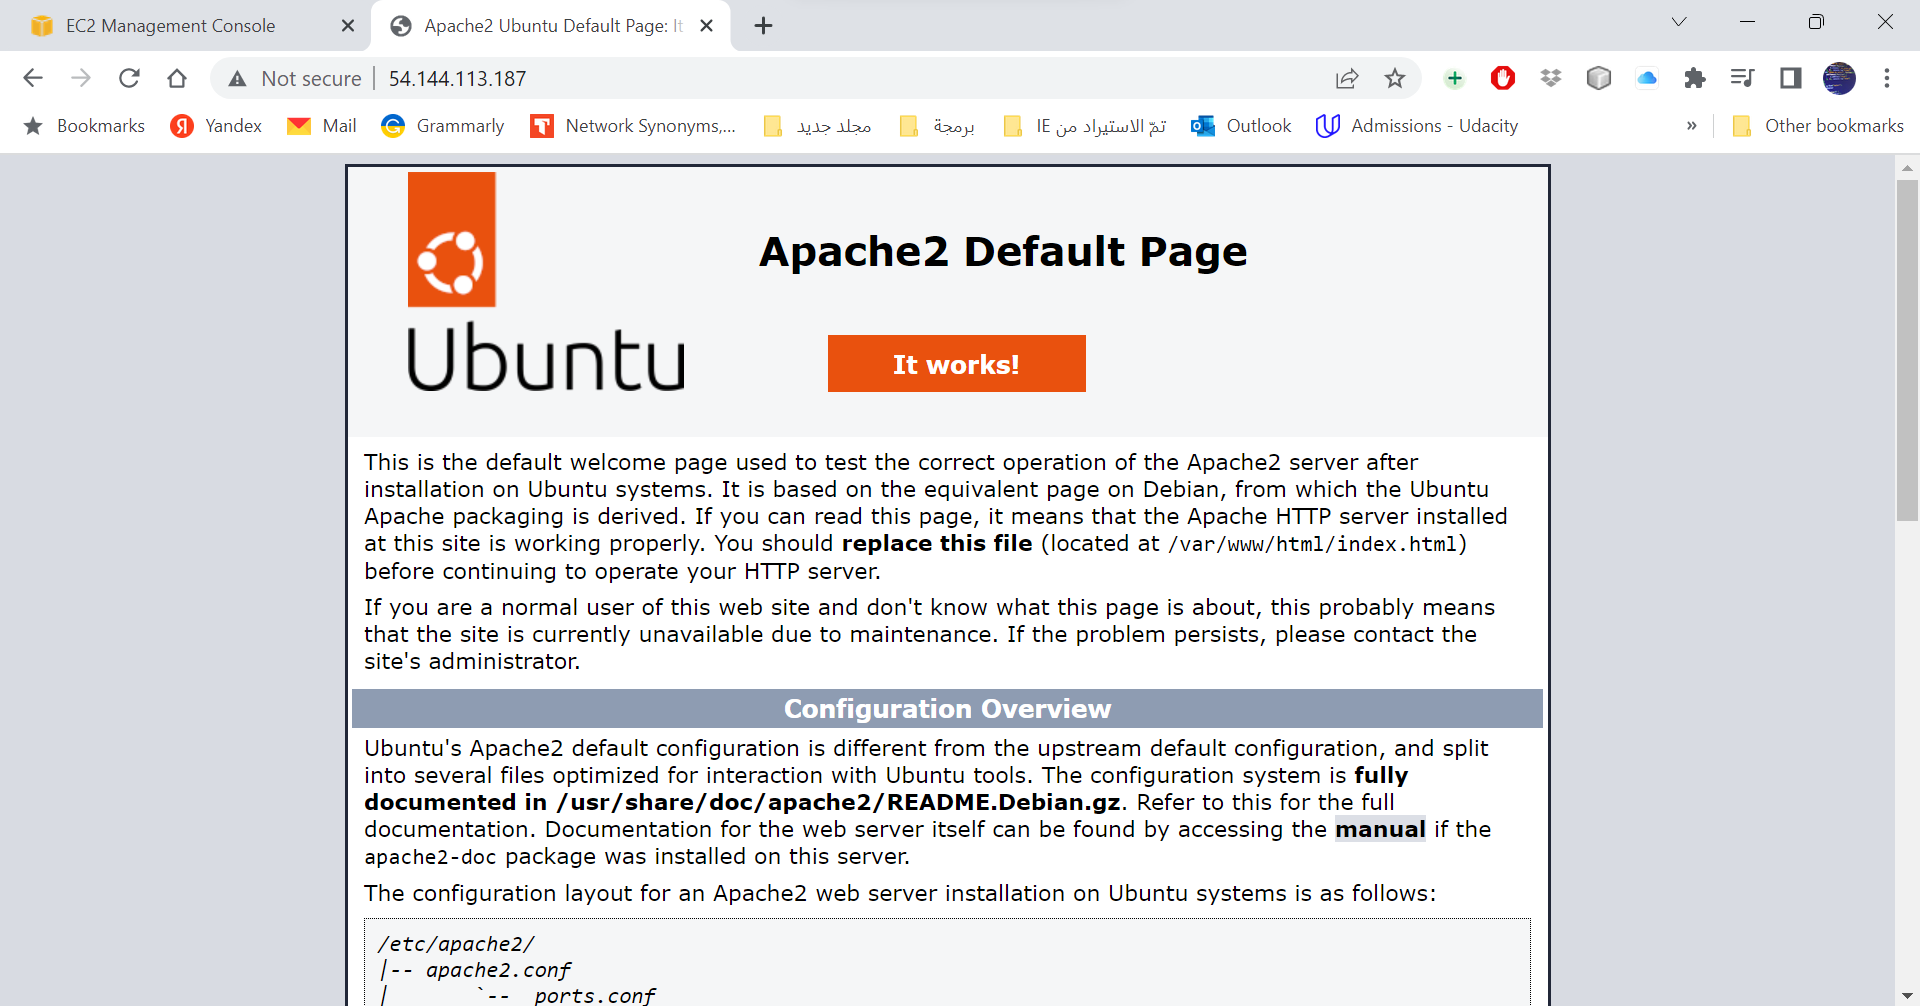 EC2 Management Console
Apache2 Ubuntu Default Page: It
Not secure
54.144.113.187
Bookmarks
Yandex
Mail
Grammarly
Network Synonyms,...
مجلد جديد
برمجة
تمّ الاستيراد من IE
Outlook
Admissions - Udacity
»
Other bookmarks
Ubuntu
Apache2 Default Page
It works!
This is the default welcome page used to test the correct operation of the Apache2 server after
installation on Ubuntu systems. It is based on the equivalent page on Debian, from which the Ubuntu
Apache packaging is derived. If you can read this page, it means that the Apache HTTP server installed
at this site is working properly. You should replace this file (located at /var/www/html/index.html)
before continuing to operate your HTTP server.
If you are a normal user of this web site and don't know what this page is about, this probably means
that the site is currently unavailable due to maintenance. If the problem persists, please contact the
site's administrator.
Configuration Overview
Ubuntu's Apache2 default configuration is different from the upstream default configuration, and split
into several files optimized for interaction with Ubuntu tools. The configuration system is fully
documented in /usr/share/doc/apache2/README.Debian.gz. Refer to this for the full
documentation. Documentation for the web server itself can be found by accessing the manual if the
apache2-doc package was installed on this server.
The configuration layout for an Apache2 web server installation on Ubuntu systems is as follows:
/etc/apache2/
|-- apache2.conf
|       `--  ports.conf